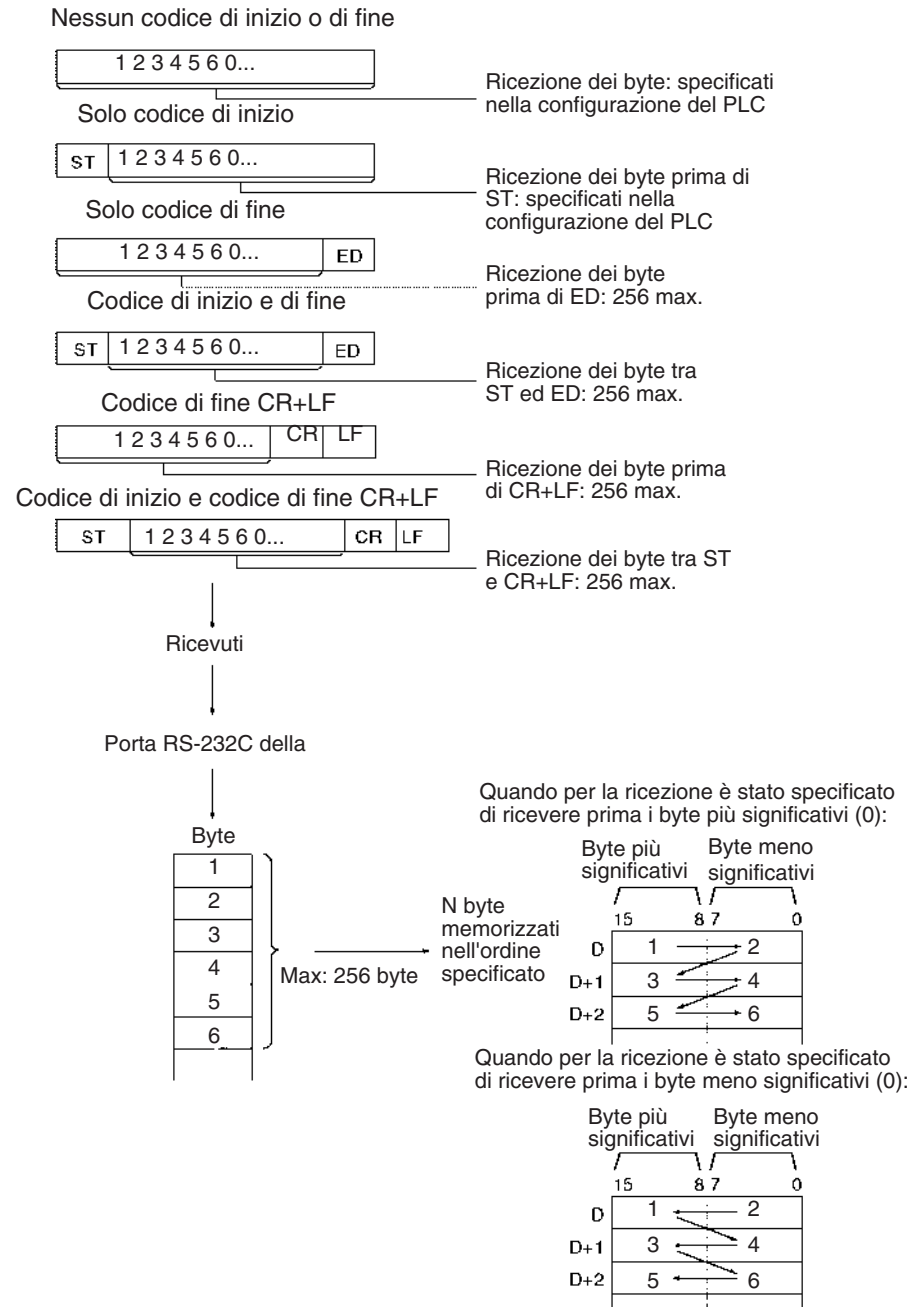 Nessun codice di inizio o di fine
1 2 3 4 5 6 0...
Ricezione dei byte: specificati
nella configurazione del PLC
Solo codice di inizio
ST 1 2 3 4 5 6 0...
Ricezione dei byte prima di
ST: specificati nella
configurazione del PLC
Solo codice di fine
1 2 3 4 5 6 0... ED
Ricezione dei byte
prima di ED: 256 max.
Codice di inizio e di fine
ST 1 2 3 4 5 6 0... ED
Ricezione dei byte tra
ST ed ED: 256 max.
Codice di fine CR+LF
1 2 3 4 5 6 0... CR LF
Ricezione dei byte prima
di CR+LF: 256 max.
Codice di inizio e codice di fine CR+LF
ST 1 2 3 4 5 6 0... CR LF
Ricezione dei byte tra ST
e CR+LF: 256 max.
Ricevuti
Porta RS-232C della
Byte
1
2
3
4
5
6
Max: 256 byte
N byte
memorizzati
nell'ordine
specificato
Quando per la ricezione è stato specificato
di ricevere prima i byte più significativi (0):
Byte più
significativi
Byte meno
significativi
15 8 7 0
D 1 2
D+1 3 4
D+2 5 6
Quando per la ricezione è stato specificato
di ricevere prima i byte meno significativi (0):
Byte più
significativi
Byte meno
significativi
15 8 7 0
D 1 2
D+1 3 4
D+2 5 6